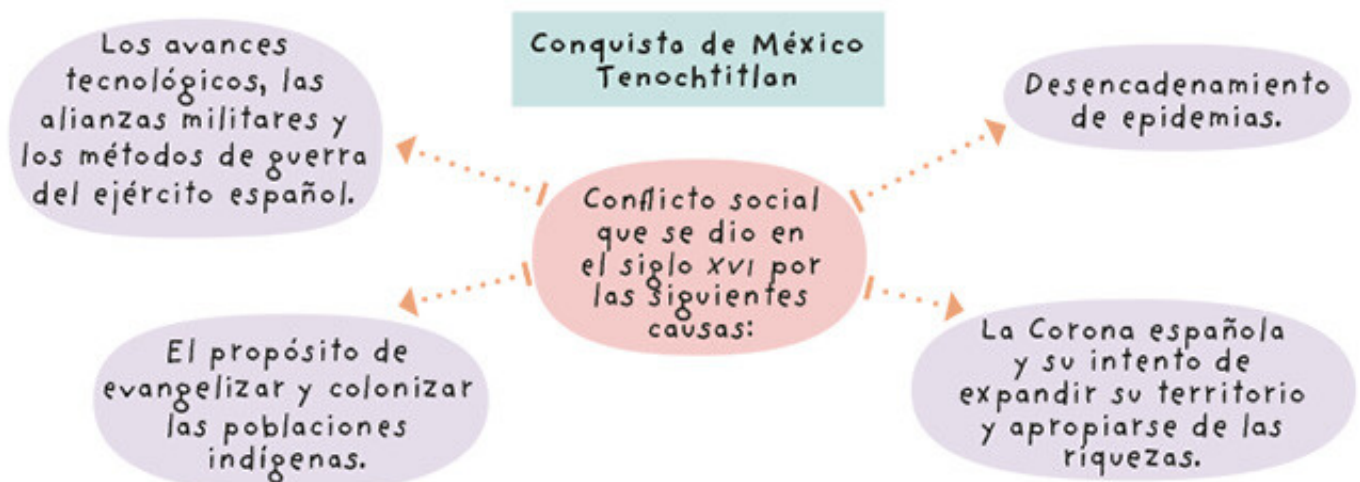 Conquista de México
Tenochtitlan
Los avances
tecnológicos, las
alianzas militares y
los métodos de guerra
del ejército español.
Desencadenamiento
de epidemias.
Conflicto social
que se dio en
el siglo XVI por
las siguientes
causas:
El propósito de
evangelizar y colonizar
las poblaciones
indígenas.
La Corona española
y su intento de
expandir su territorio
y apropiarse de las
riquezas.